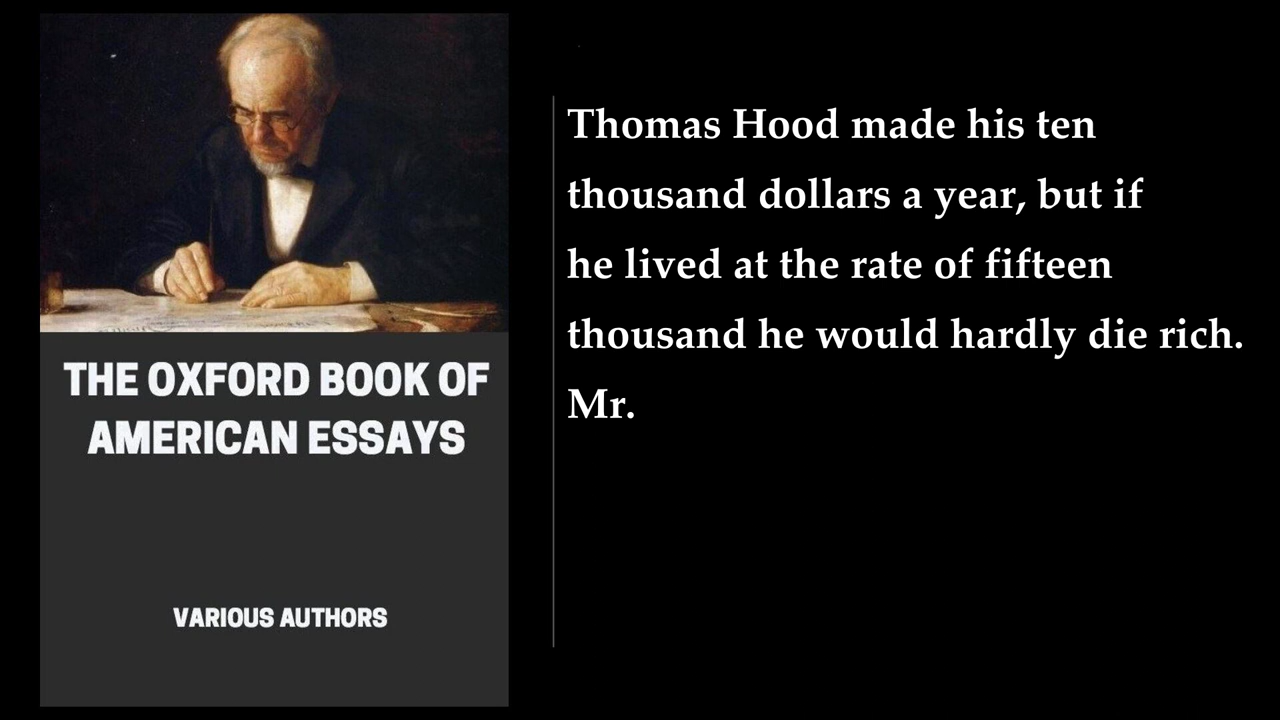 THE OXFORD BOOK OF
AMERICAN ESSAYS
VARIOUS AUTHORS
Thomas Hood made his ten
thousand dollars a year, but if
he lived at the rate of fifteen
thousand he would hardly die rich.
Mr.